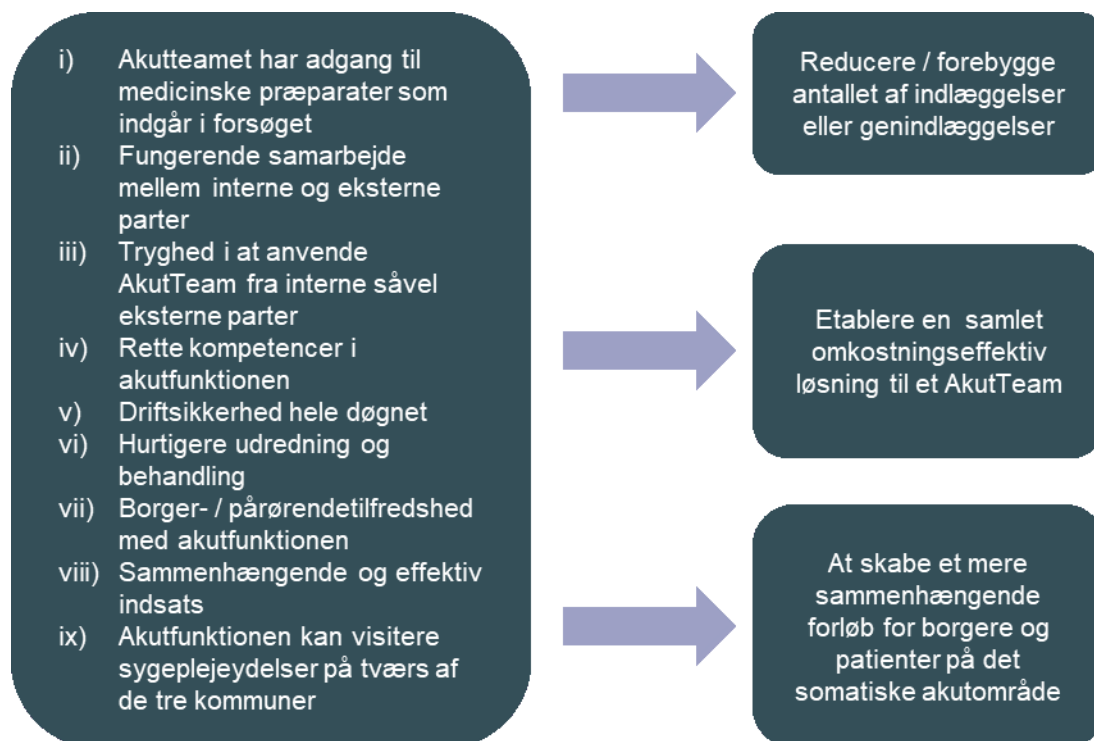 i) Akutteamet har adgang til
medicinske præparater som
indgår i forsøget
ii) Fungerende samarbejde
mellem interne og eksterne
parter
iii) Tryghed i at anvende
AkutTeam fra interne såvel
eksterne parter
iv) Rette kompetencer i
akutfunktionen
v) Driftsikkerhed hele døgnet
vi) Hurtigere udredning og
behandling
vii) Borger- / pårørendetilfredshed
med akutfunktionen
viii) Sammenhængende og effektiv
indsats
ix) Akutfunktionen kan visitere
sygeplejeydelser på tværs af
de tre kommuner
Reducere / forebygge
antallet af indlæggelser
eller genindlæggelser
Etablere en samlet
omkostningseffektiv
løsning til et AkutTeam
At skabe et mere
sammenhængende
forløb for borgere og
patienter på det
somatiske akutområde